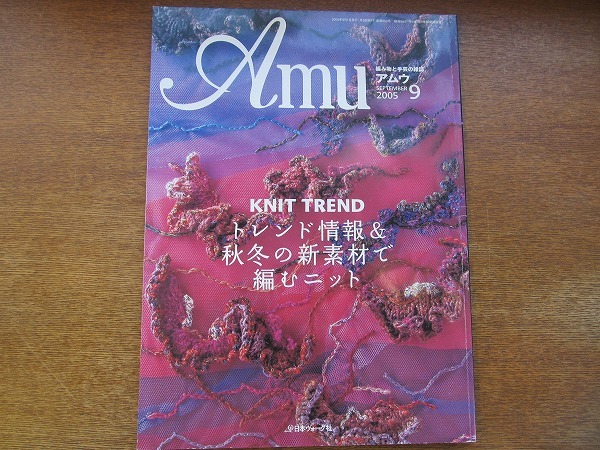 Amu
編み物と手芸の雑誌
アムウ
SEPTEMBER
2005 9
KNIT TREND
トレンド情報&
秋冬の新素材で
編むニット
日本ヴォーグ社